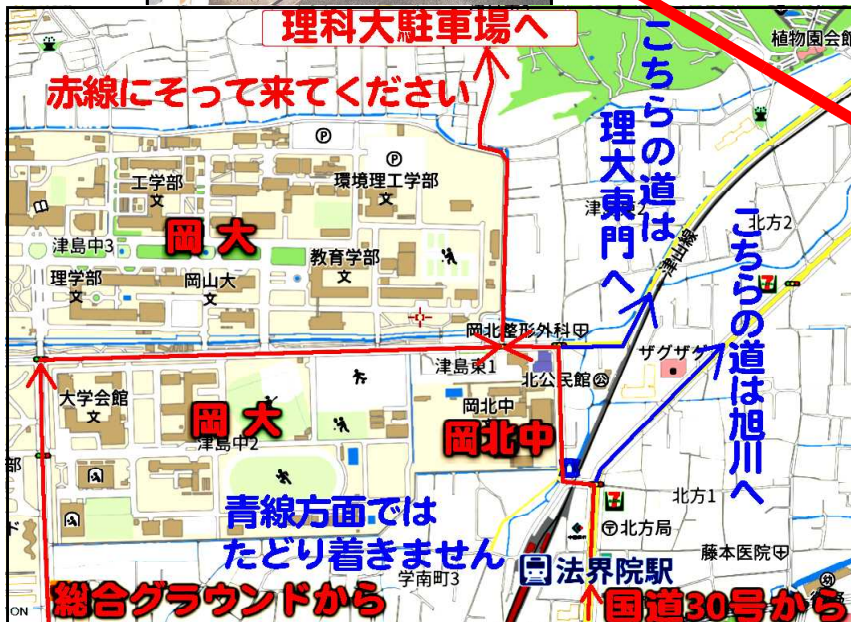 理科大駐車場へ
植物園会館
赤線にそって来てください
こちらの道は
理大東門へ
こちらの道は旭川へ
工学部
環境理工学部
津島中3
岡大
教育学部
理学部
岡山大
北方2
津山線
岡北整形外科
津島東1
北公民館
ザグザグ
大学会館
岡大
津島中2
岡北中
岡北中
北方1
青線方面では
たどり着きません
北方局
藤本医院
学南町3
法界院駅
総合グラウンドから
国道30号から